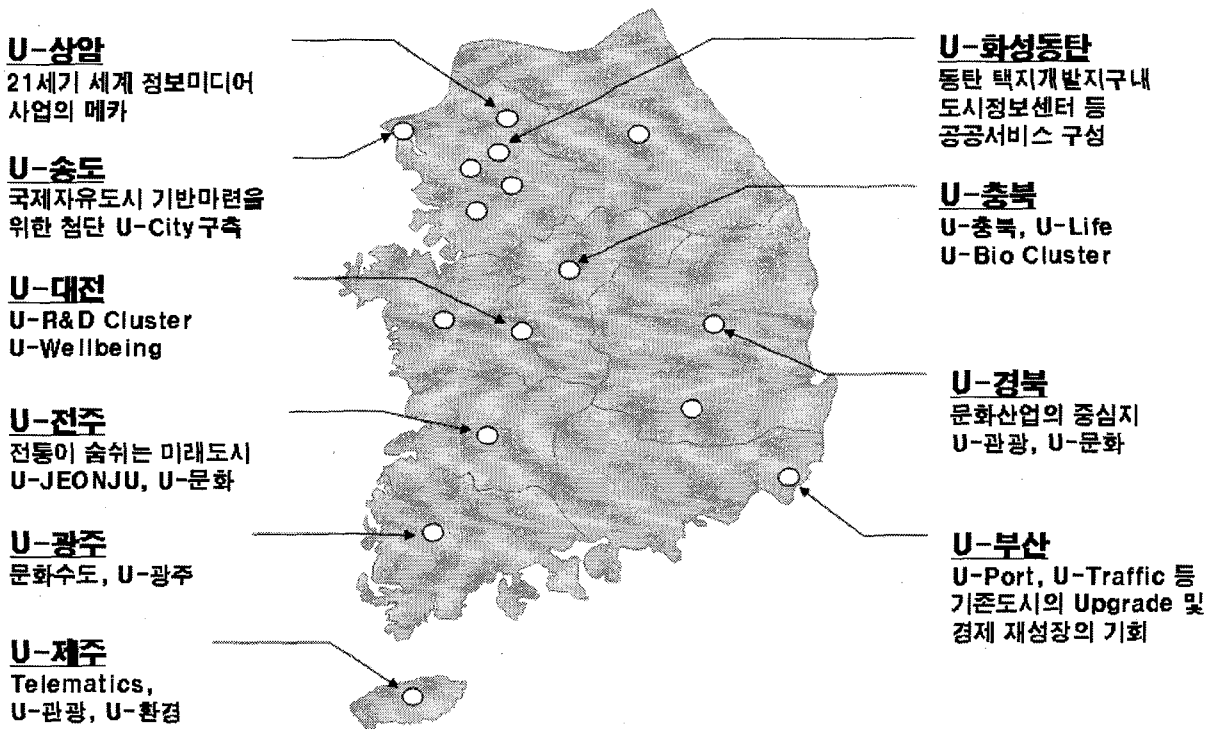 U-상암
21세기 세계 정보미디어
사업의 메카
U-송도
국제자유도시 기반마련을
위한 첨단 U-City구축
U-대전
U-R&D Cluster
U-Wellbeing
U-전주
전통이 숨쉬는 미래도시
U-JEONJU, U-문화
U-광주
문화수도, U-광주
U-제주
Telematics,
U-관광, U-환경
U-화성동탄
동탄 택지개발지구내
도시정보센터 등
공공서비스 구성
U-충북
U-충북, U-Life
U-Bio Cluster
U-경북
문화산업의 중심지
U-관광, U-문화
U-부산
U-Port, U-Traffic 등
기존도시의 Upgrade 및
경제 재성장의 기회